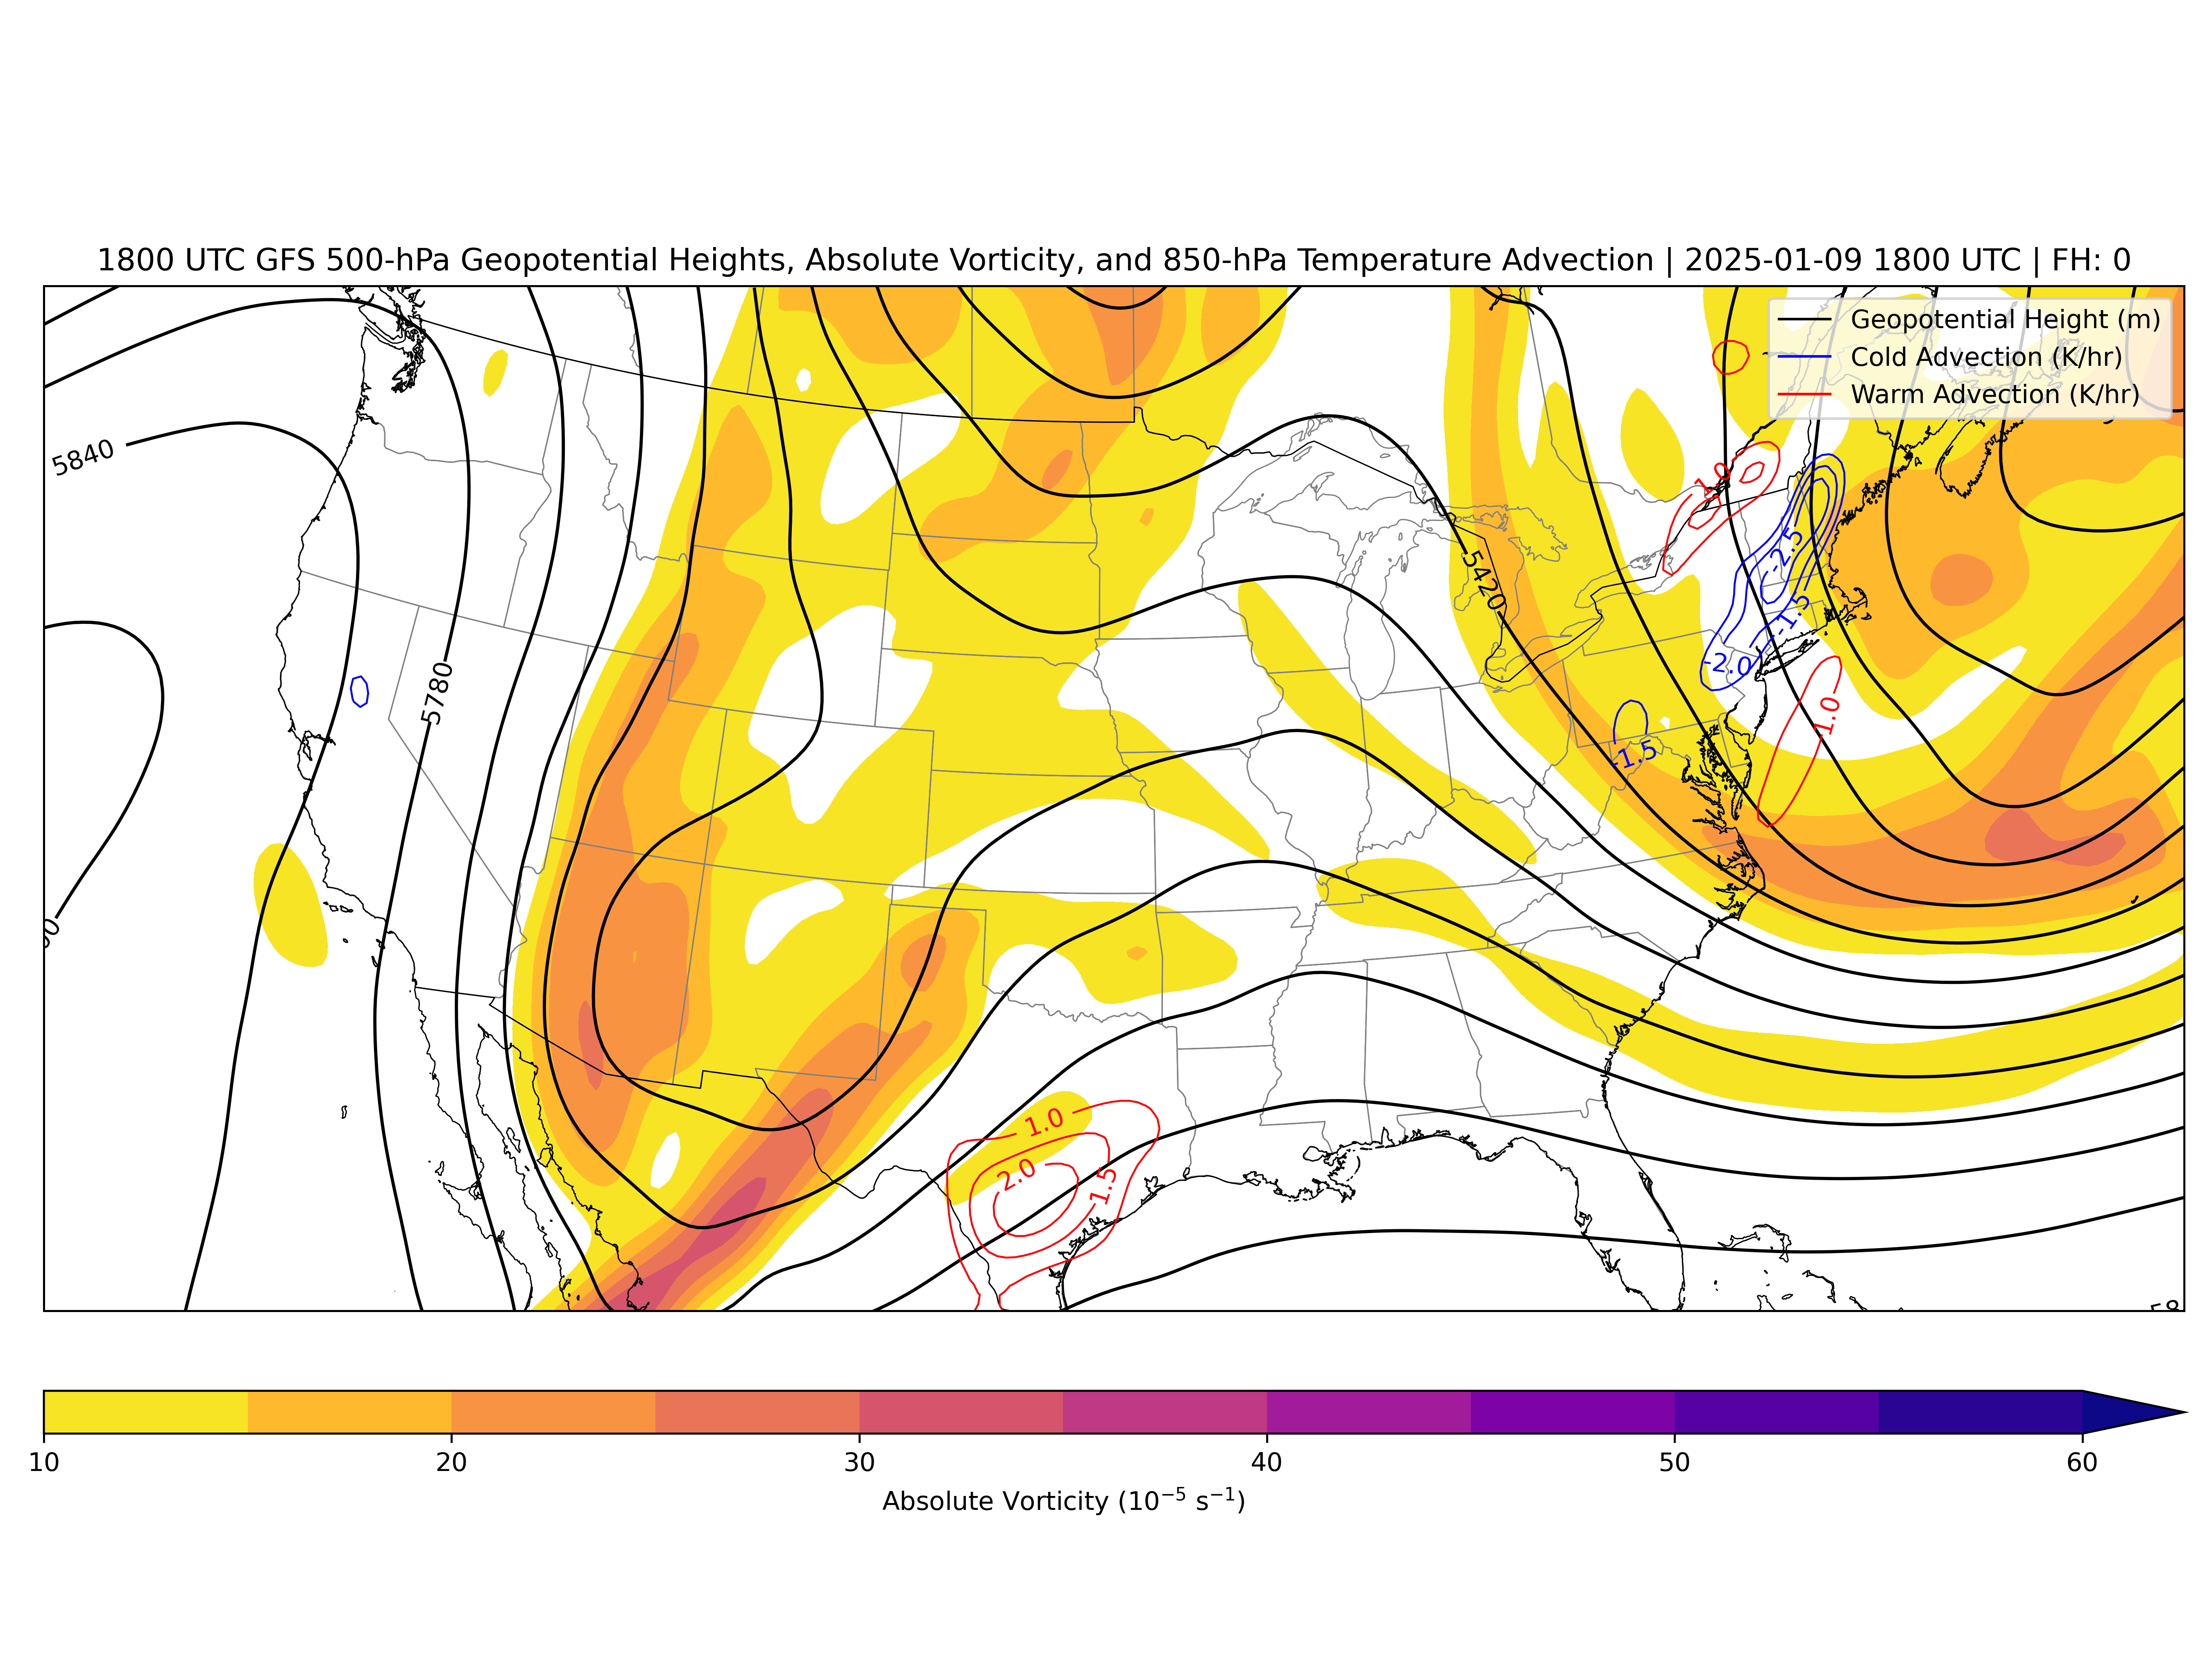 1800 UTC GFS 500-hPa Geopotential Heights, Absolute Vorticity, and 850-hPa Temperature Advection | 2025-01-09 1800 UTC | FH: 0
Geopotential Height (m)
Cold Advection (K/hr)
Warm Advection (K/hr)
5840
1.0
-2.5
5420
-1.5
-2.0
5780
1.0
-1.5
1.0
2.0
1.5
10 20 30 40 50 60
Absolute Vorticity (10⁻⁵ s⁻¹)